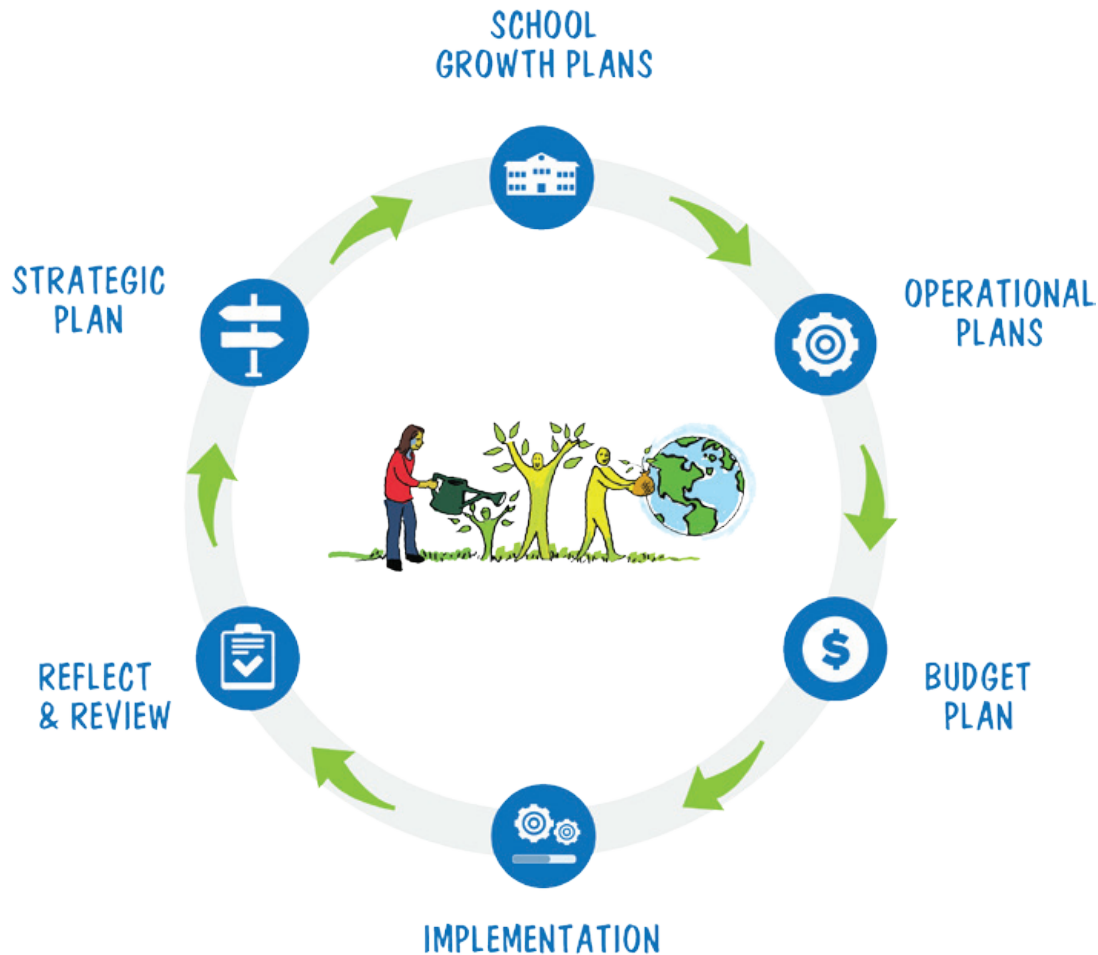 SCHOOL
GROWTH PLANS
STRATEGIC
PLAN
OPERATIONAL
PLANS
REFLECT
& REVIEW
$
BUDGET
PLAN
IMPLEMENTATION